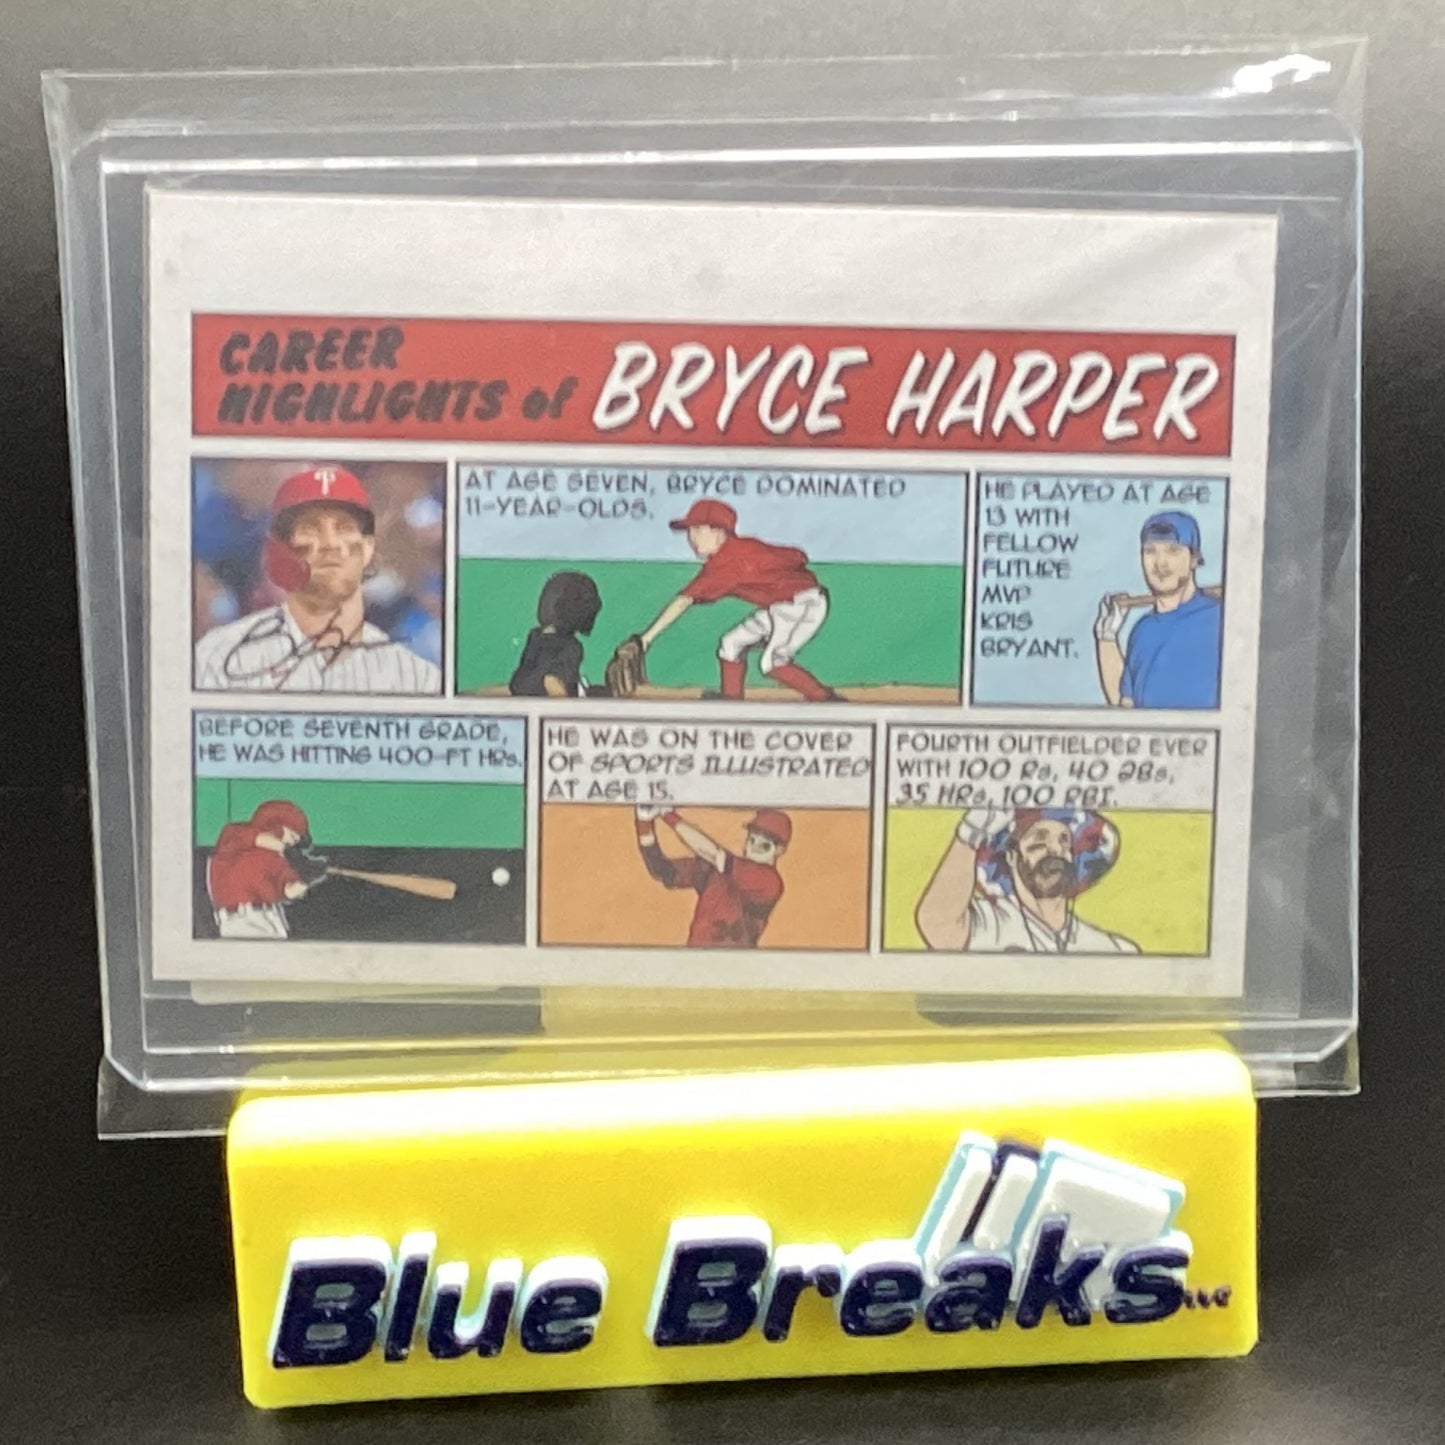 CAREER
HIGHLIGHTS of
BRYCE HARPER
P
AT AGE SEVEN, BRYCE DOMINATED
11-YEAR-OLDS.
HE PLAYED AT AGE
13 WITH
FELLOW
FUTURE
MVP
KRIS
BRYANT.
BEFORE SEVENTH GRADE,
HE WAS HITTING 400-FT HRs.
HE WAS ON THE COVER
OF SPORTS ILLUSTRATED
AT AGE 15.
34
FOURTH OUTFIELDER EVER
WITH 100 Rs, 40 2Bs,
35 HRs, 100 RBI.
Blue Breaks LLC